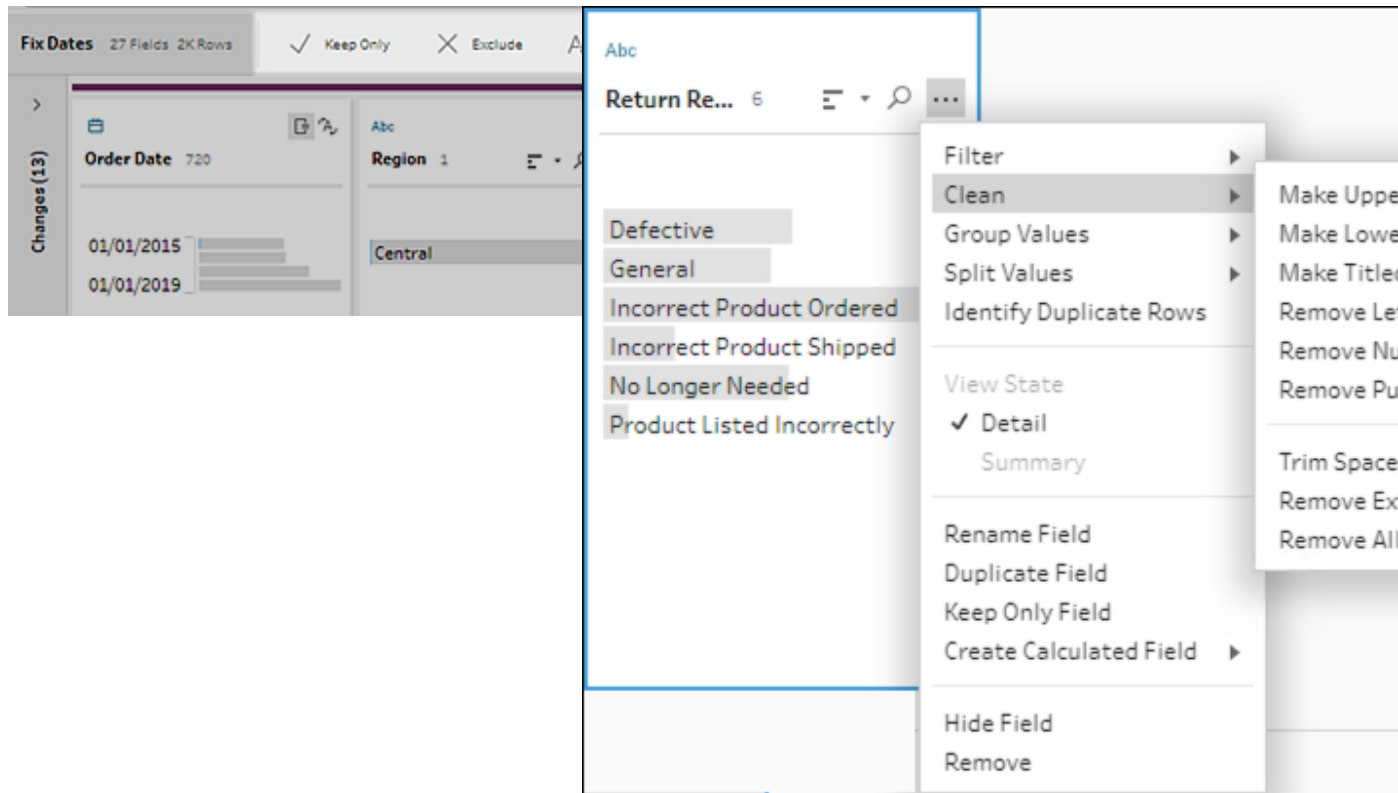 Fix Dates 27 Fields 2K Rows Keep Only Exclude
Changes (13)
Order Date 720
01/01/2015
01/01/2019
Abc
Region 1
Central
Abc
Return Re... 6
Defective
General
Incorrect Product Ordered
Incorrect Product Shipped
No Longer Needed
Product Listed Incorrectly
Filter
Clean
Group Values
Split Values
Identify Duplicate Rows
View State
Detail
Summary
Rename Field
Duplicate Field
Keep Only Field
Create Calculated Field
Hide Field
Remove
Make Uppe
Make Lowe
Make Title
Remove Le
Remove Nu
Remove Pu
Trim Space
Remove Ex
Remove All